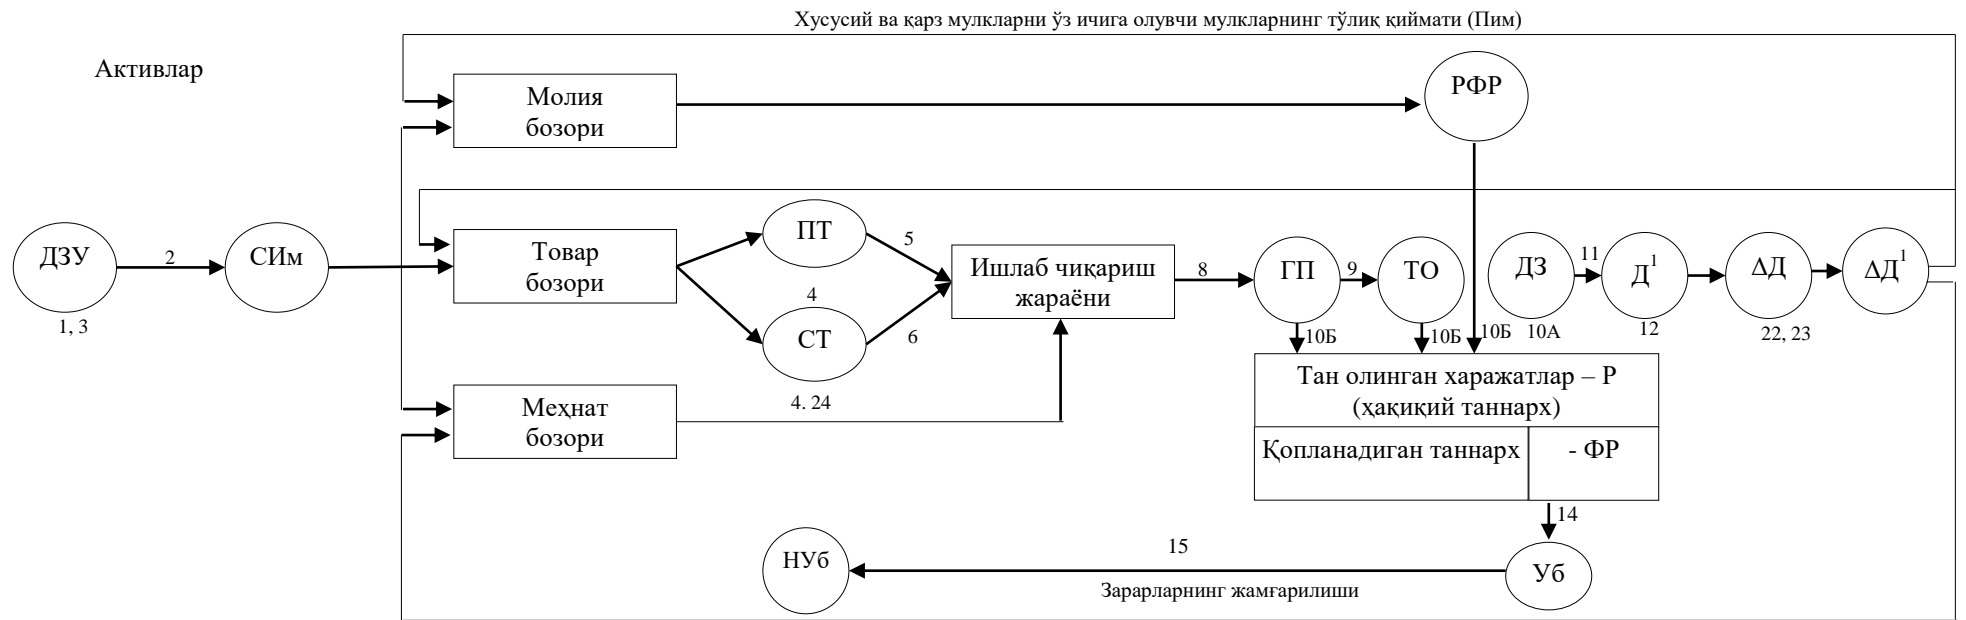 Хусусий ва қарз мулкларни ўз ичига олувчи мулкларнинг тўлиқ қиймати (Пим)
Активлар
Молия
бозори
РФР
ДЗУ
2
СИм
1, 3
Товар
бозори
ПТ
5
4
СТ
6
4. 24
Ишлаб чиқариш
жараёни
8
ГП
9
ТО
ДЗ
11
Д¹
ΔД
ΔД¹
10Б
10Б
10Б
10А
12
22, 23
Меҳнат
бозори
Тан олинган харажатлар – Р
(ҳақиқий таннарх)
Қопланадиган таннарх
- ФР
14
НУб
15
Уб
Зарарларнинг жамғарилиши